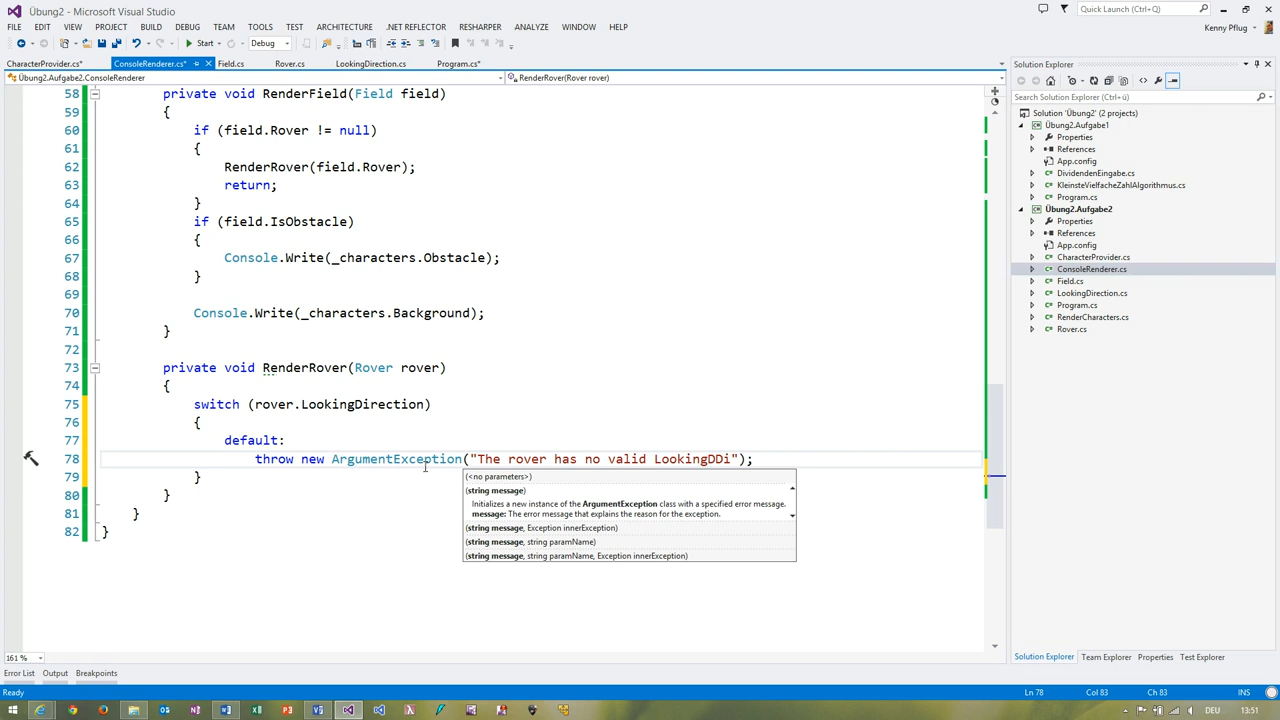 Übung2 - Microsoft Visual Studio
Quick Launch (Ctrl+Q)
FILE EDIT VIEW PROJECT BUILD DEBUG TEAM TOOLS TEST ARCHITECTURE .NET REFLECTOR RESHARPER ANALYZE WINDOW HELP
Kenny Pflug
Start Debug
CharacterProvider.cs* ConsoleRenderer.cs* Field.cs Rover.cs LookingDirection.cs Program.cs*
Übung2.Aufgabe2.ConsoleRenderer RenderRover(Rover rover)
58 private void RenderField(Field field)
59 {
60 if (field.Rover != null)
61 {
62 RenderRover(field.Rover);
63 return;
64 }
65 if (field.IsObstacle)
66 {
67 Console.Write(_characters.Obstacle);
68 }
69
70 Console.Write(_characters.Background);
71 }
72
73 private void RenderRover(Rover rover)
74 {
75 switch (rover.LookingDirection)
76 {
77 default:
78 throw new ArgumentException("The rover has no valid LookingDDi");
79 }
80 }
81 }
82 }
(<no parameters>)
(string message)
Initializes a new instance of the ArgumentException class with a specified error message.
message: The error message that explains the reason for the exception.
(string message, Exception innerException)
(string message, string paramName)
(string message, string paramName, Exception innerException)
161 %
Error List Output Breakpoints
Solution Explorer
Search Solution Explorer (Ctrl+ü)
Solution 'Übung2' (2 projects)
Übung2.Aufgabe1
Properties
References
App.config
DividendenEingabe.cs
KleinsteVielfacheZahlAlgorithmus.cs
Program.cs
Übung2.Aufgabe2
Properties
References
App.config
CharacterProvider.cs
ConsoleRenderer.cs
Field.cs
LookingDirection.cs
Program.cs
RenderCharacters.cs
Rover.cs
Solution Explorer Team Explorer Properties Test Explorer
Ready Ln 78 Col 83 Ch 83 INS
DEU 13:51